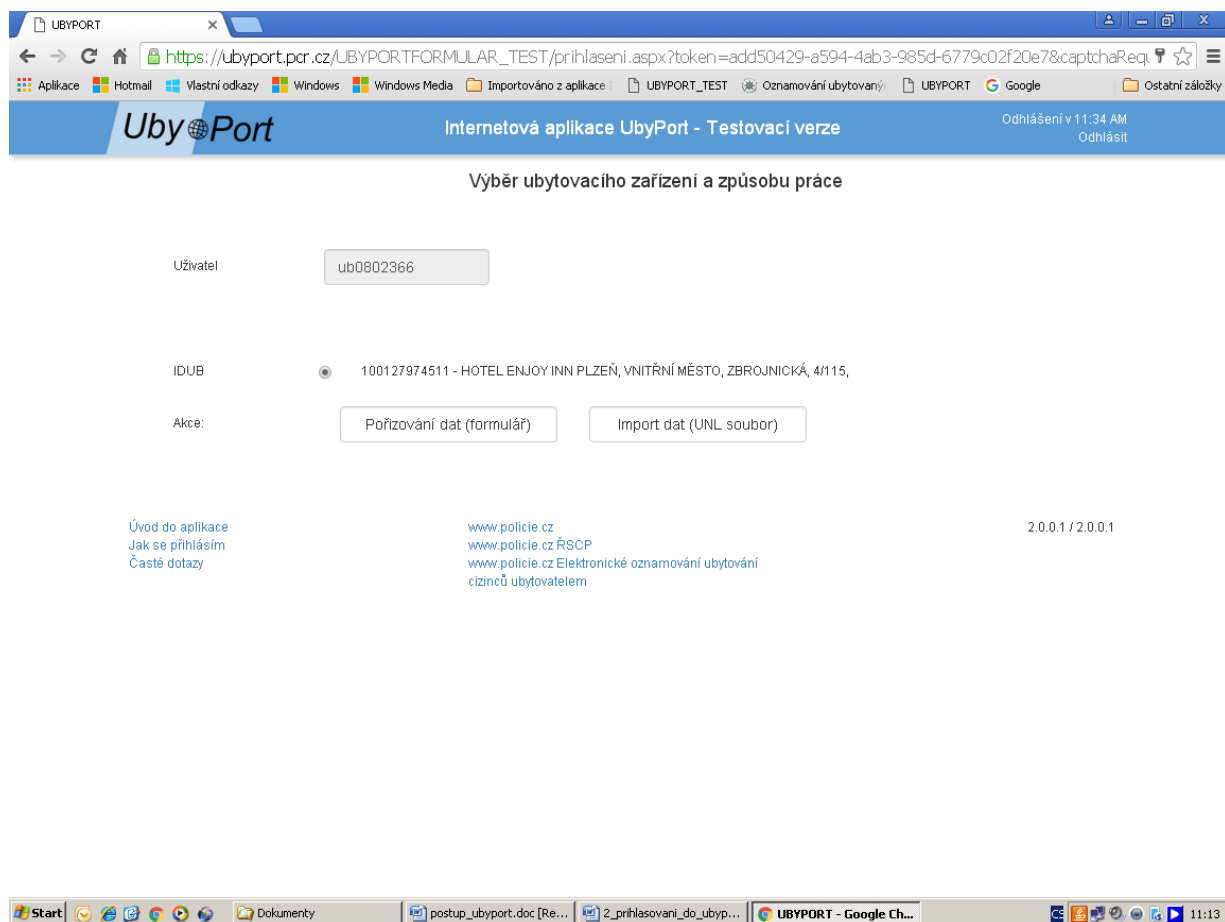 UBYPORT
https://ubyport.pcr.cz/UBYPORTFORMULAR_TEST/prihlaseni.aspx?token=add50429-a594-4ab3-985d-6779c02f20e7&captchaReq
Aplikace Hotmail Vlastní odkazy Windows Windows Media Importováno z aplikace UBYPORT_TEST Oznamování ubytovaný UBYPORT Google Ostatní záložky
UbyPort Internetová aplikace UbyPort - Testovací verze Odhlášení v 11:34 AM
Odhlásit
Výběr ubytovacího zařízení a způsobu práce
Uživatel ub0802366
IDUB 100127974511 - HOTEL ENJOY INN PLZEŇ, VNITŘNÍ MĚSTO, ZBROJNICKÁ, 4/115,
Akce: Pořizování dat (formulář) Import dat (UNL soubor)
Úvod do aplikace www.policie.cz 2.0.0.1 / 2.0.0.1
Jak se přihlásím www.policie.cz ŘSCP
Časté dotazy www.policie.cz Elektronické oznamování ubytování
cizinců ubytovatelem
Start Dokumenty postup_ubyport.doc [Re... 2_prihlasovani_do_ubyp... UBYPORT - Google Ch... CS 11:13